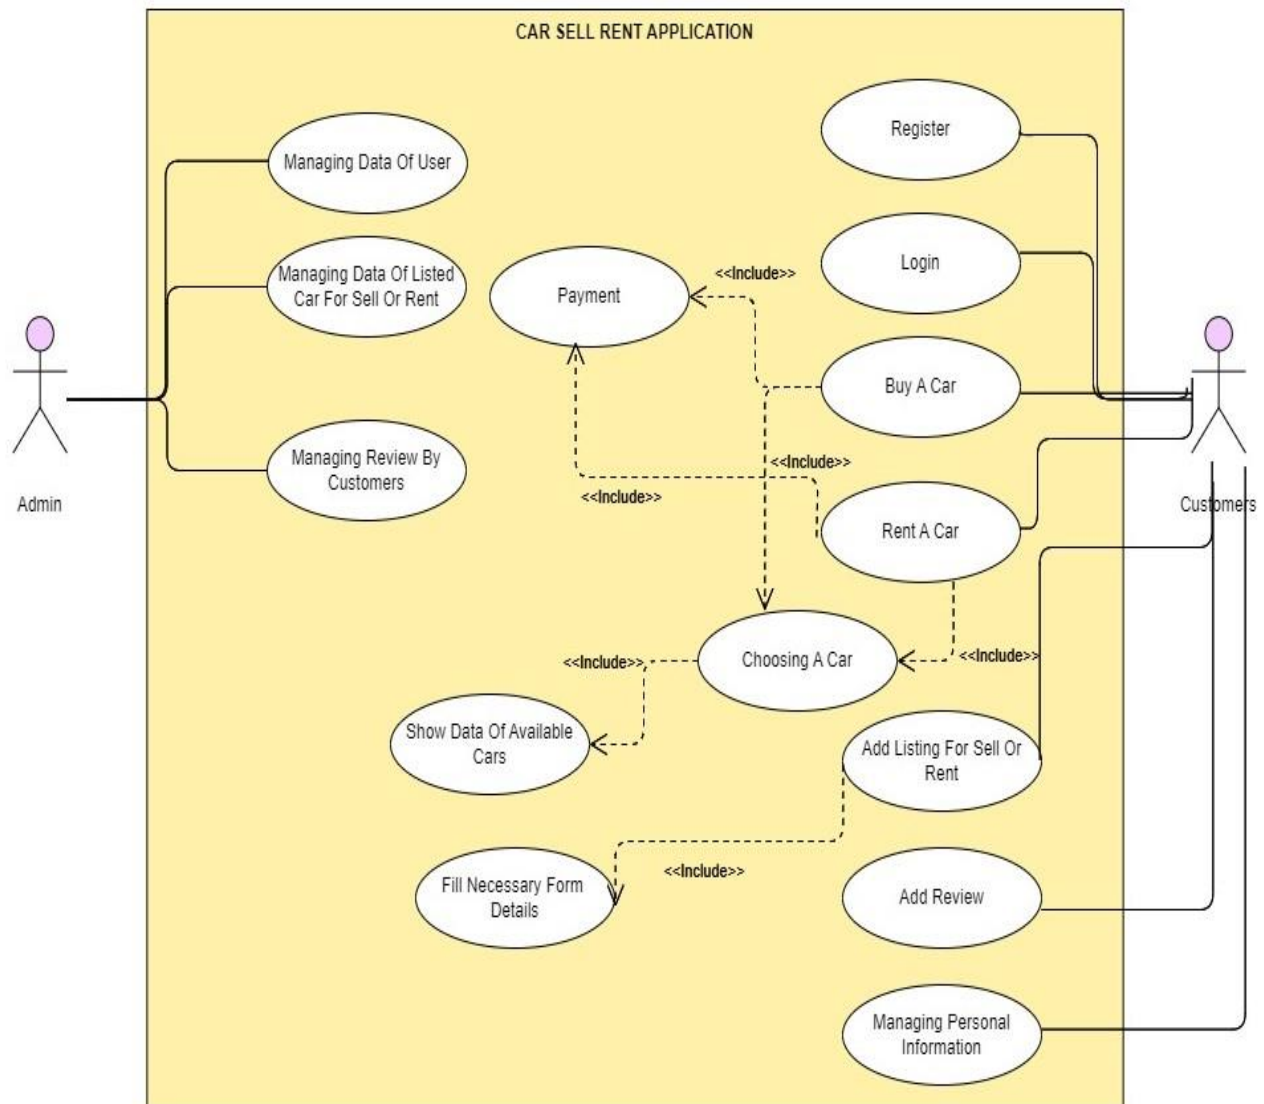 CAR SELL RENT APPLICATION
Register
Managing Data Of User
Login
<<Include>>
Managing Data Of Listed
Car For Sell Or Rent
Payment
Buy A Car
Managing Review By
Customers
<<Include>>
<<Include>>
Admin
Customers
Rent A Car
Choosing A Car
<<Include>>
<<Include>>
Show Data Of Available
Cars
Add Listing For Sell Or
Rent
<<Include>>
Fill Necessary Form
Details
Add Review
Managing Personal
Information